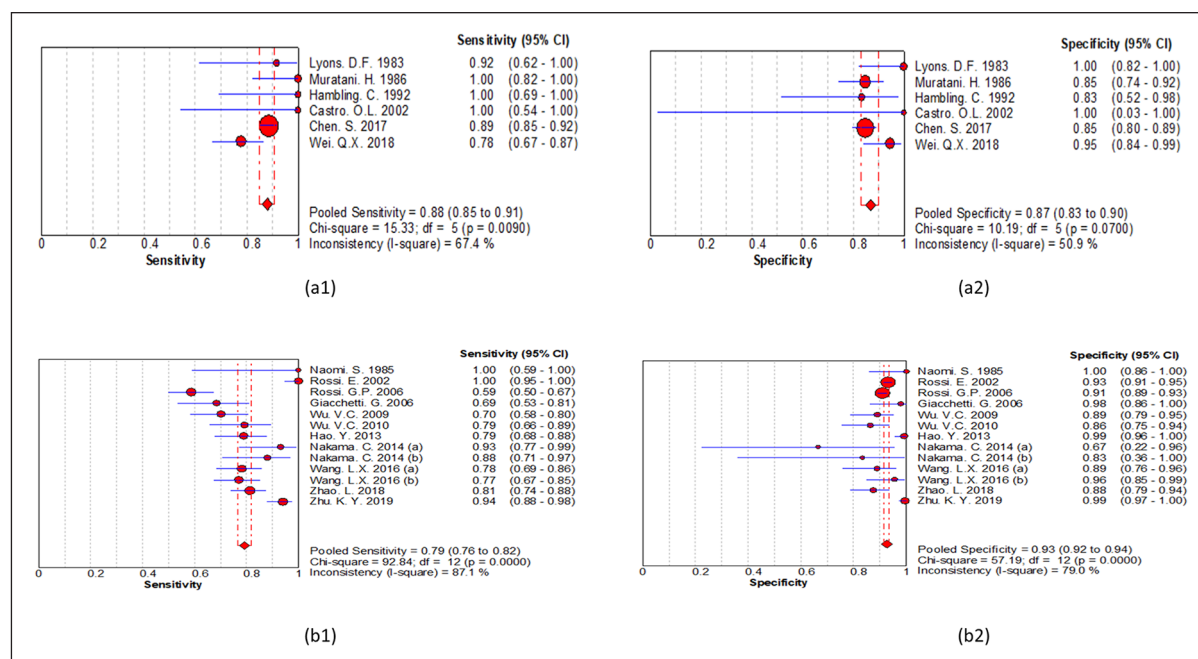 Sensitivity (95% CI)
Lyons. D.F. 1983 0.92 (0.62 - 1.00)
Muratani. H. 1986 1.00 (0.82 - 1.00)
Hambling. C. 1992 1.00 (0.69 - 1.00)
Castro. O.L. 2002 1.00 (0.54 - 1.00)
Chen. S. 2017 0.89 (0.85 - 0.92)
Wei. Q.X. 2018 0.78 (0.67 - 0.87)
Pooled Sensitivity = 0.88 (0.85 to 0.91)
Chi-square = 15.33; df = 5 (p = 0.0090)
Inconsistency (I-square) = 67.4 %
0 0.2 0.4 0.6 0.8 1
Sensitivity
(a1)
Specificity (95% CI)
Lyons. D.F. 1983 1.00 (0.82 - 1.00)
Muratani. H. 1986 0.85 (0.74 - 0.92)
Hambling. C. 1992 0.83 (0.52 - 0.98)
Castro. O.L. 2002 1.00 (0.03 - 1.00)
Chen. S. 2017 0.85 (0.80 - 0.89)
Wei. Q.X. 2018 0.95 (0.84 - 0.99)
Pooled Specificity = 0.87 (0.83 to 0.90)
Chi-square = 10.19; df = 5 (p = 0.0700)
Inconsistency (I-square) = 50.9 %
0 0.2 0.4 0.6 0.8 1
Specificity
(a2)
Sensitivity (95% CI)
Naomi. S. 1985 1.00 (0.59 - 1.00)
Rossi. E. 2002 1.00 (0.95 - 1.00)
Rossi. G.P. 2006 0.59 (0.50 - 0.67)
Giacchetti. G. 2006 0.69 (0.53 - 0.81)
Wu. V.C. 2009 0.70 (0.58 - 0.80)
Wu. V.C. 2010 0.79 (0.66 - 0.89)
Hao. Y. 2013 0.79 (0.68 - 0.88)
Nakama. C. 2014 (a) 0.93 (0.77 - 0.99)
Nakama. C. 2014 (b) 0.88 (0.71 - 0.97)
Wang. L.X. 2016 (a) 0.78 (0.69 - 0.86)
Wang. L.X. 2016 (b) 0.77 (0.67 - 0.85)
Zhao. L. 2018 0.81 (0.74 - 0.88)
Zhu. K. Y. 2019 0.94 (0.88 - 0.98)
Pooled Sensitivity = 0.79 (0.76 to 0.82)
Chi-square = 92.84; df = 12 (p = 0.0000)
Inconsistency (I-square) = 87.1 %
0 0.2 0.4 0.6 0.8 1
Sensitivity
(b1)
Specificity (95% CI)
Naomi. S. 1985 1.00 (0.86 - 1.00)
Rossi. E. 2002 0.93 (0.91 - 0.95)
Rossi. G.P. 2006 0.91 (0.89 - 0.93)
Giacchetti. G. 2006 0.98 (0.86 - 1.00)
Wu. V.C. 2009 0.89 (0.79 - 0.95)
Wu. V.C. 2010 0.86 (0.75 - 0.94)
Hao. Y. 2013 0.99 (0.96 - 1.00)
Nakama. C. 2014 (a) 0.67 (0.22 - 0.96)
Nakama. C. 2014 (b) 0.83 (0.36 - 1.00)
Wang. L.X. 2016 (a) 0.89 (0.76 - 0.96)
Wang. L.X. 2016 (b) 0.96 (0.85 - 0.99)
Zhao. L. 2018 0.88 (0.79 - 0.94)
Zhu. K. Y. 2019 0.99 (0.97 - 1.00)
Pooled Specificity = 0.93 (0.92 to 0.94)
Chi-square = 57.19; df = 12 (p = 0.0000)
Inconsistency (I-square) = 79.0 %
0 0.2 0.4 0.6 0.8 1
Specificity
(b2)